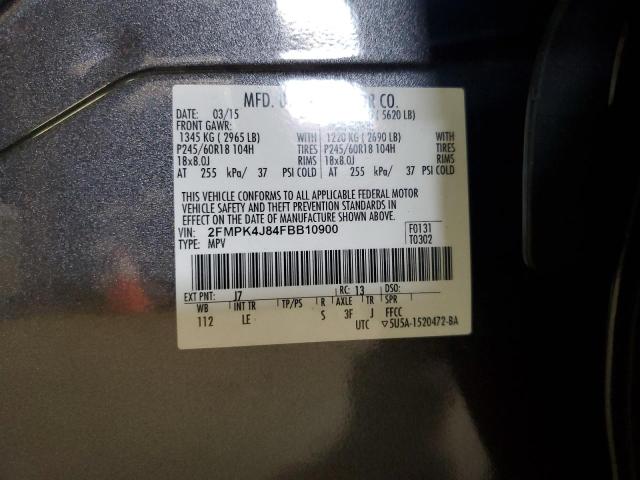 MFD. R CO.
DATE: 03/15 5620 LB)
FRONT GAWR:
1345 KG ( 2965 LB) WITH 1220 KG ( 2690 LB) WITH
P245/60R18 104H TIRES P245/60R18 104H TIRES
18x8.0J RIMS 18x8.0J RIMS
AT 255 kPa/ 37 PSI COLD AT 255 kPa/ 37 PSI COLD
THIS VEHICLE CONFORMS TO ALL APPLICABLE FEDERAL MOTOR
VEHICLE SAFETY AND THEFT PREVENTION STANDARDS IN
EFFECT ON THE DATE OF MANUFACTURE SHOWN ABOVE.
VIN: 2FMPK4J84FBB10900 F0131
TYPE: MPV T0302
EXT PNT: J7 RC: 13 DSO:
WB INT TR TP/PS R AXLE TR SPR
112 LE S 3F J FFCC
UTC ▽5U5A-1520472-BA